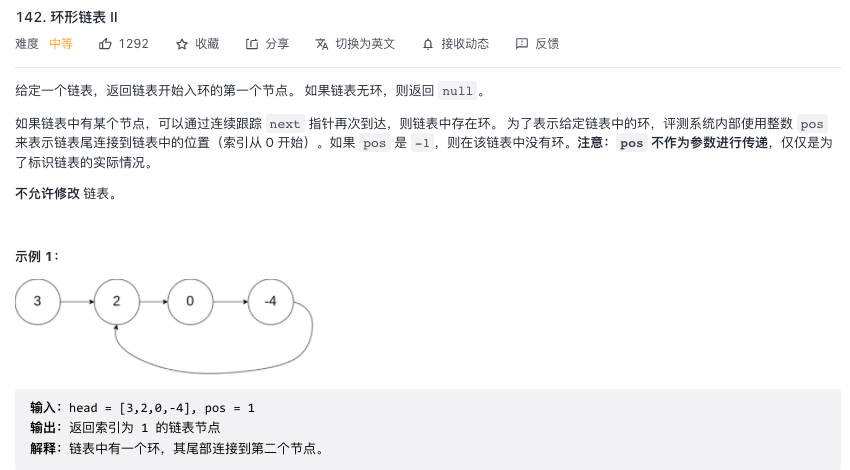 142. 环形链表 II
难度 中等 1292 收藏 分享 切换为英文 接收动态 反馈
给定一个链表，返回链表开始入环的第一个节点。 如果链表无环，则返回 null。
如果链表中有某个节点，可以通过连续跟踪 next 指针再次到达，则链表中存在环。 为了表示给定链表中的环，评测系统内部使用整数 pos
来表示链表尾连接到链表中的位置（索引从 0 开始）。如果 pos 是 -1，则在该链表中没有环。注意：pos 不作为参数进行传递，仅仅是为
了标识链表的实际情况。
不允许修改 链表。
示例 1：
3 2 0 -4
输入：head = [3,2,0,-4], pos = 1
输出：返回索引为 1 的链表节点
解释：链表中有一个环，其尾部连接到第二个节点。